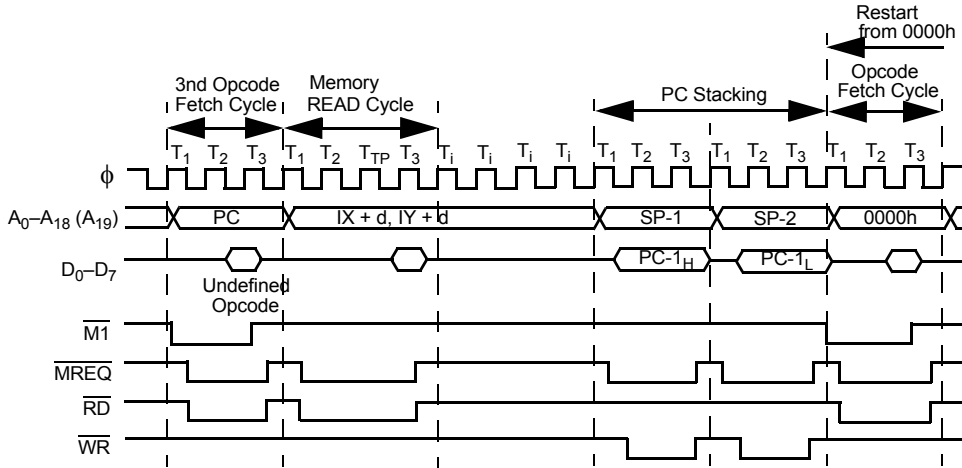 Restart
from 0000h
3nd Opcode
Fetch Cycle
Memory
READ Cycle
PC Stacking
Opcode
Fetch Cycle
T1 T2 T3 T1 T2 TTP T3 Ti Ti Ti Ti T1 T2 T3 T1 T2 T3 T1 T2 T3
ϕ
A0–A18 (A19) PC IX + d, IY + d SP-1 SP-2 0000h
D0–D7 PC-1H PC-1L
Undefined
Opcode
M1
MREQ
RD
WR